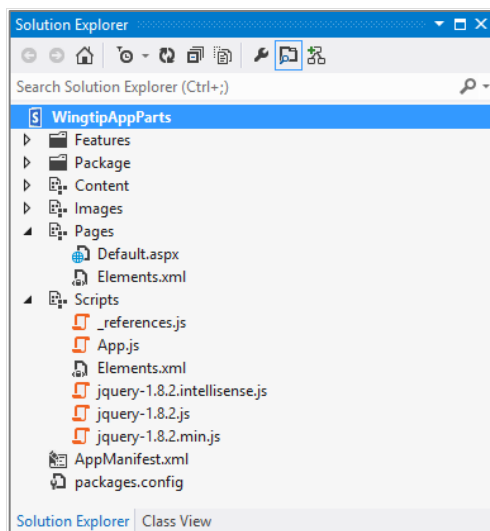 Solution Explorer
Search Solution Explorer (Ctrl+;)
WingtipAppParts
Features
Package
Content
Images
Pages
Default.aspx
Elements.xml
Scripts
_references.js
App.js
Elements.xml
jquery-1.8.2.intellisense.js
jquery-1.8.2.js
jquery-1.8.2.min.js
AppManifest.xml
packages.config
Solution Explorer Class View